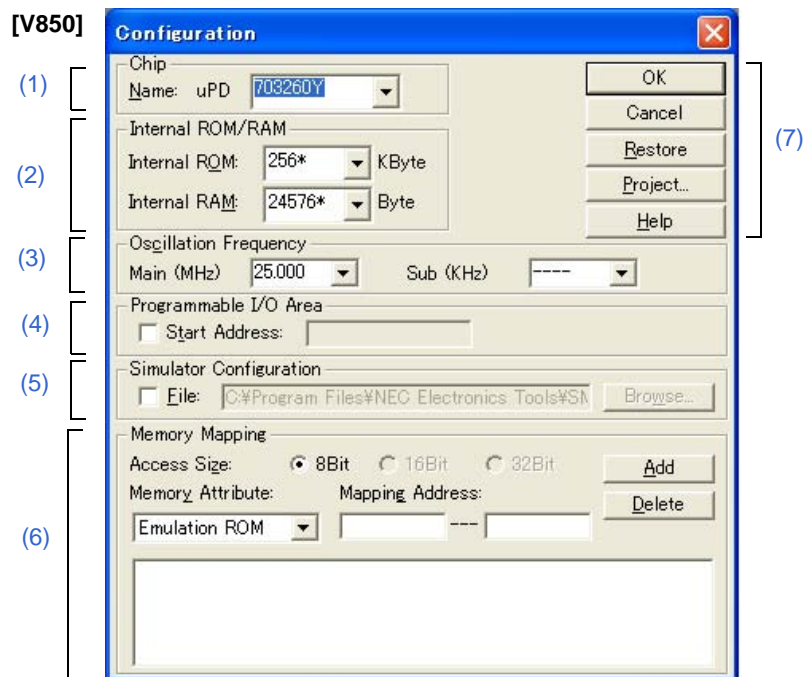 [V850]
Configuration
(1)
Chip
Name: uPD 703260Y
OK
Cancel
Restore
Project...
Help
(7)
(2)
Internal ROM/RAM
Internal ROM: 256* KByte
Internal RAM: 24576* Byte
(3)
Oscillation Frequency
Main (MHz) 25.000 Sub (KHz) ----
(4)
Programmable I/O Area
Start Address:
(5)
Simulator Configuration
File: C:¥Program Files¥NEC Electronics Tools¥SM Browse...
(6)
Memory Mapping
Access Size: 8Bit 16Bit 32Bit Add
Memory Attribute: Mapping Address: Delete
Emulation ROM ---